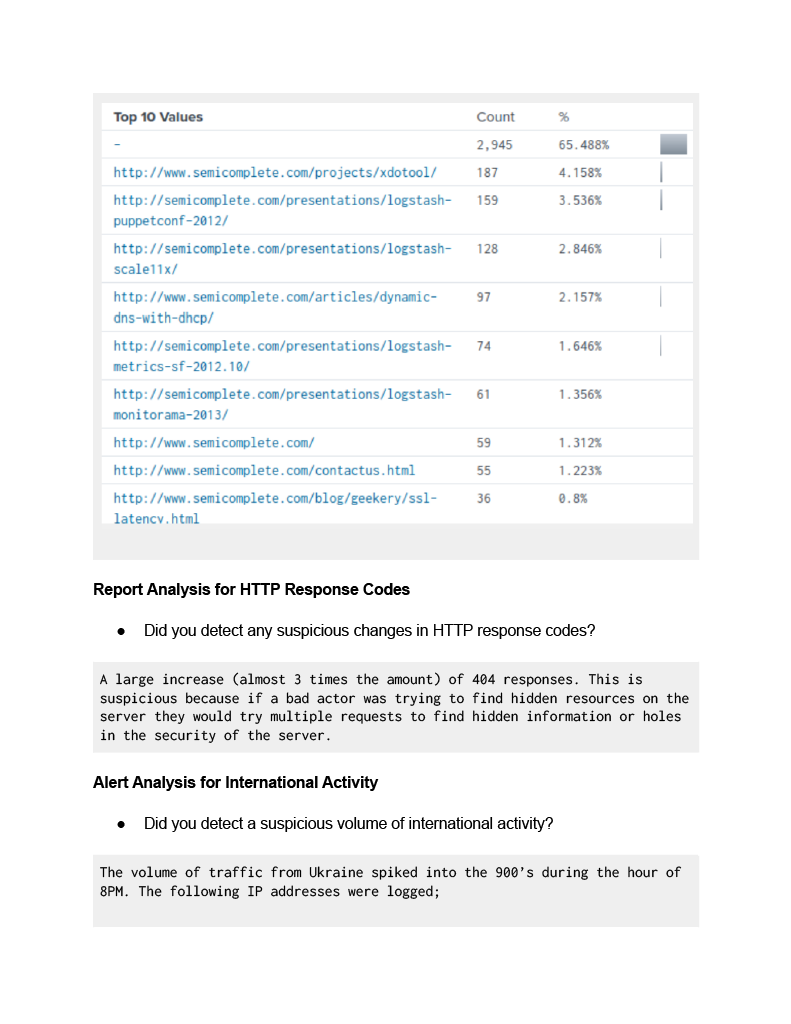 Top 10 Values Count %
- 2,945 65.488%
http://www.semicomplete.com/projects/xdotool/ 187 4.158%
http://semicomplete.com/presentations/logstash- 159 3.536%
puppetconf-2012/
http://semicomplete.com/presentations/logstash- 128 2.846%
scale11x/
http://www.semicomplete.com/articles/dynamic- 97 2.157%
dns-with-dhcp/
http://semicomplete.com/presentations/logstash- 74 1.646%
metrics-sf-2012.10/
http://semicomplete.com/presentations/logstash- 61 1.356%
monitorama-2013/
http://www.semicomplete.com/ 59 1.312%
http://www.semicomplete.com/contactus.html 55 1.223%
http://www.semicomplete.com/blog/geekery/ssl- 36 0.8%
latency.html
Report Analysis for HTTP Response Codes
● Did you detect any suspicious changes in HTTP response codes?
A large increase (almost 3 times the amount) of 404 responses. This is
suspicious because if a bad actor was trying to find hidden resources on the
server they would try multiple requests to find hidden information or holes
in the security of the server.
Alert Analysis for International Activity
● Did you detect a suspicious volume of international activity?
The volume of traffic from Ukraine spiked into the 900’s during the hour of
8PM. The following IP addresses were logged;